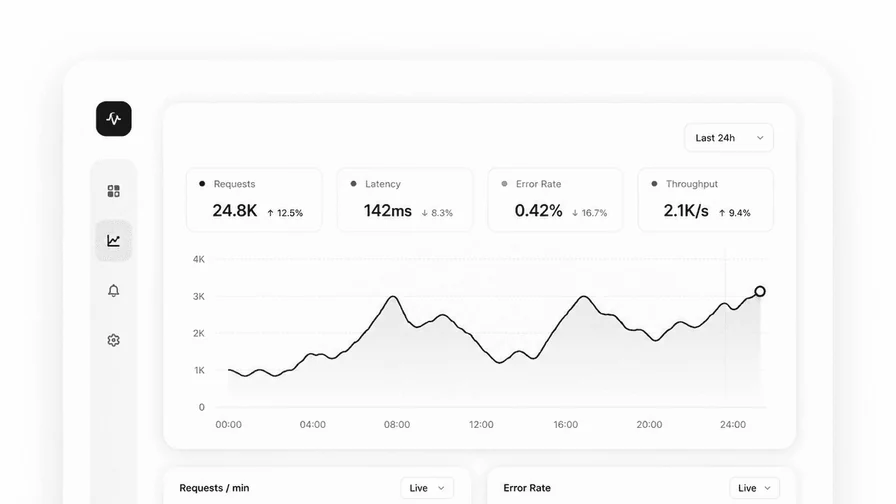 Last 24h
Requests
24.8K ↑ 12.5%
Latency
142ms ↓ 8.3%
Error Rate
0.42% ↓ 16.7%
Throughput
2.1K/s ↑ 9.4%
4K
3K
2K
1K
0
00:00 04:00 08:00 12:00 16:00 20:00 24:00
Requests / min Live
Error Rate Live